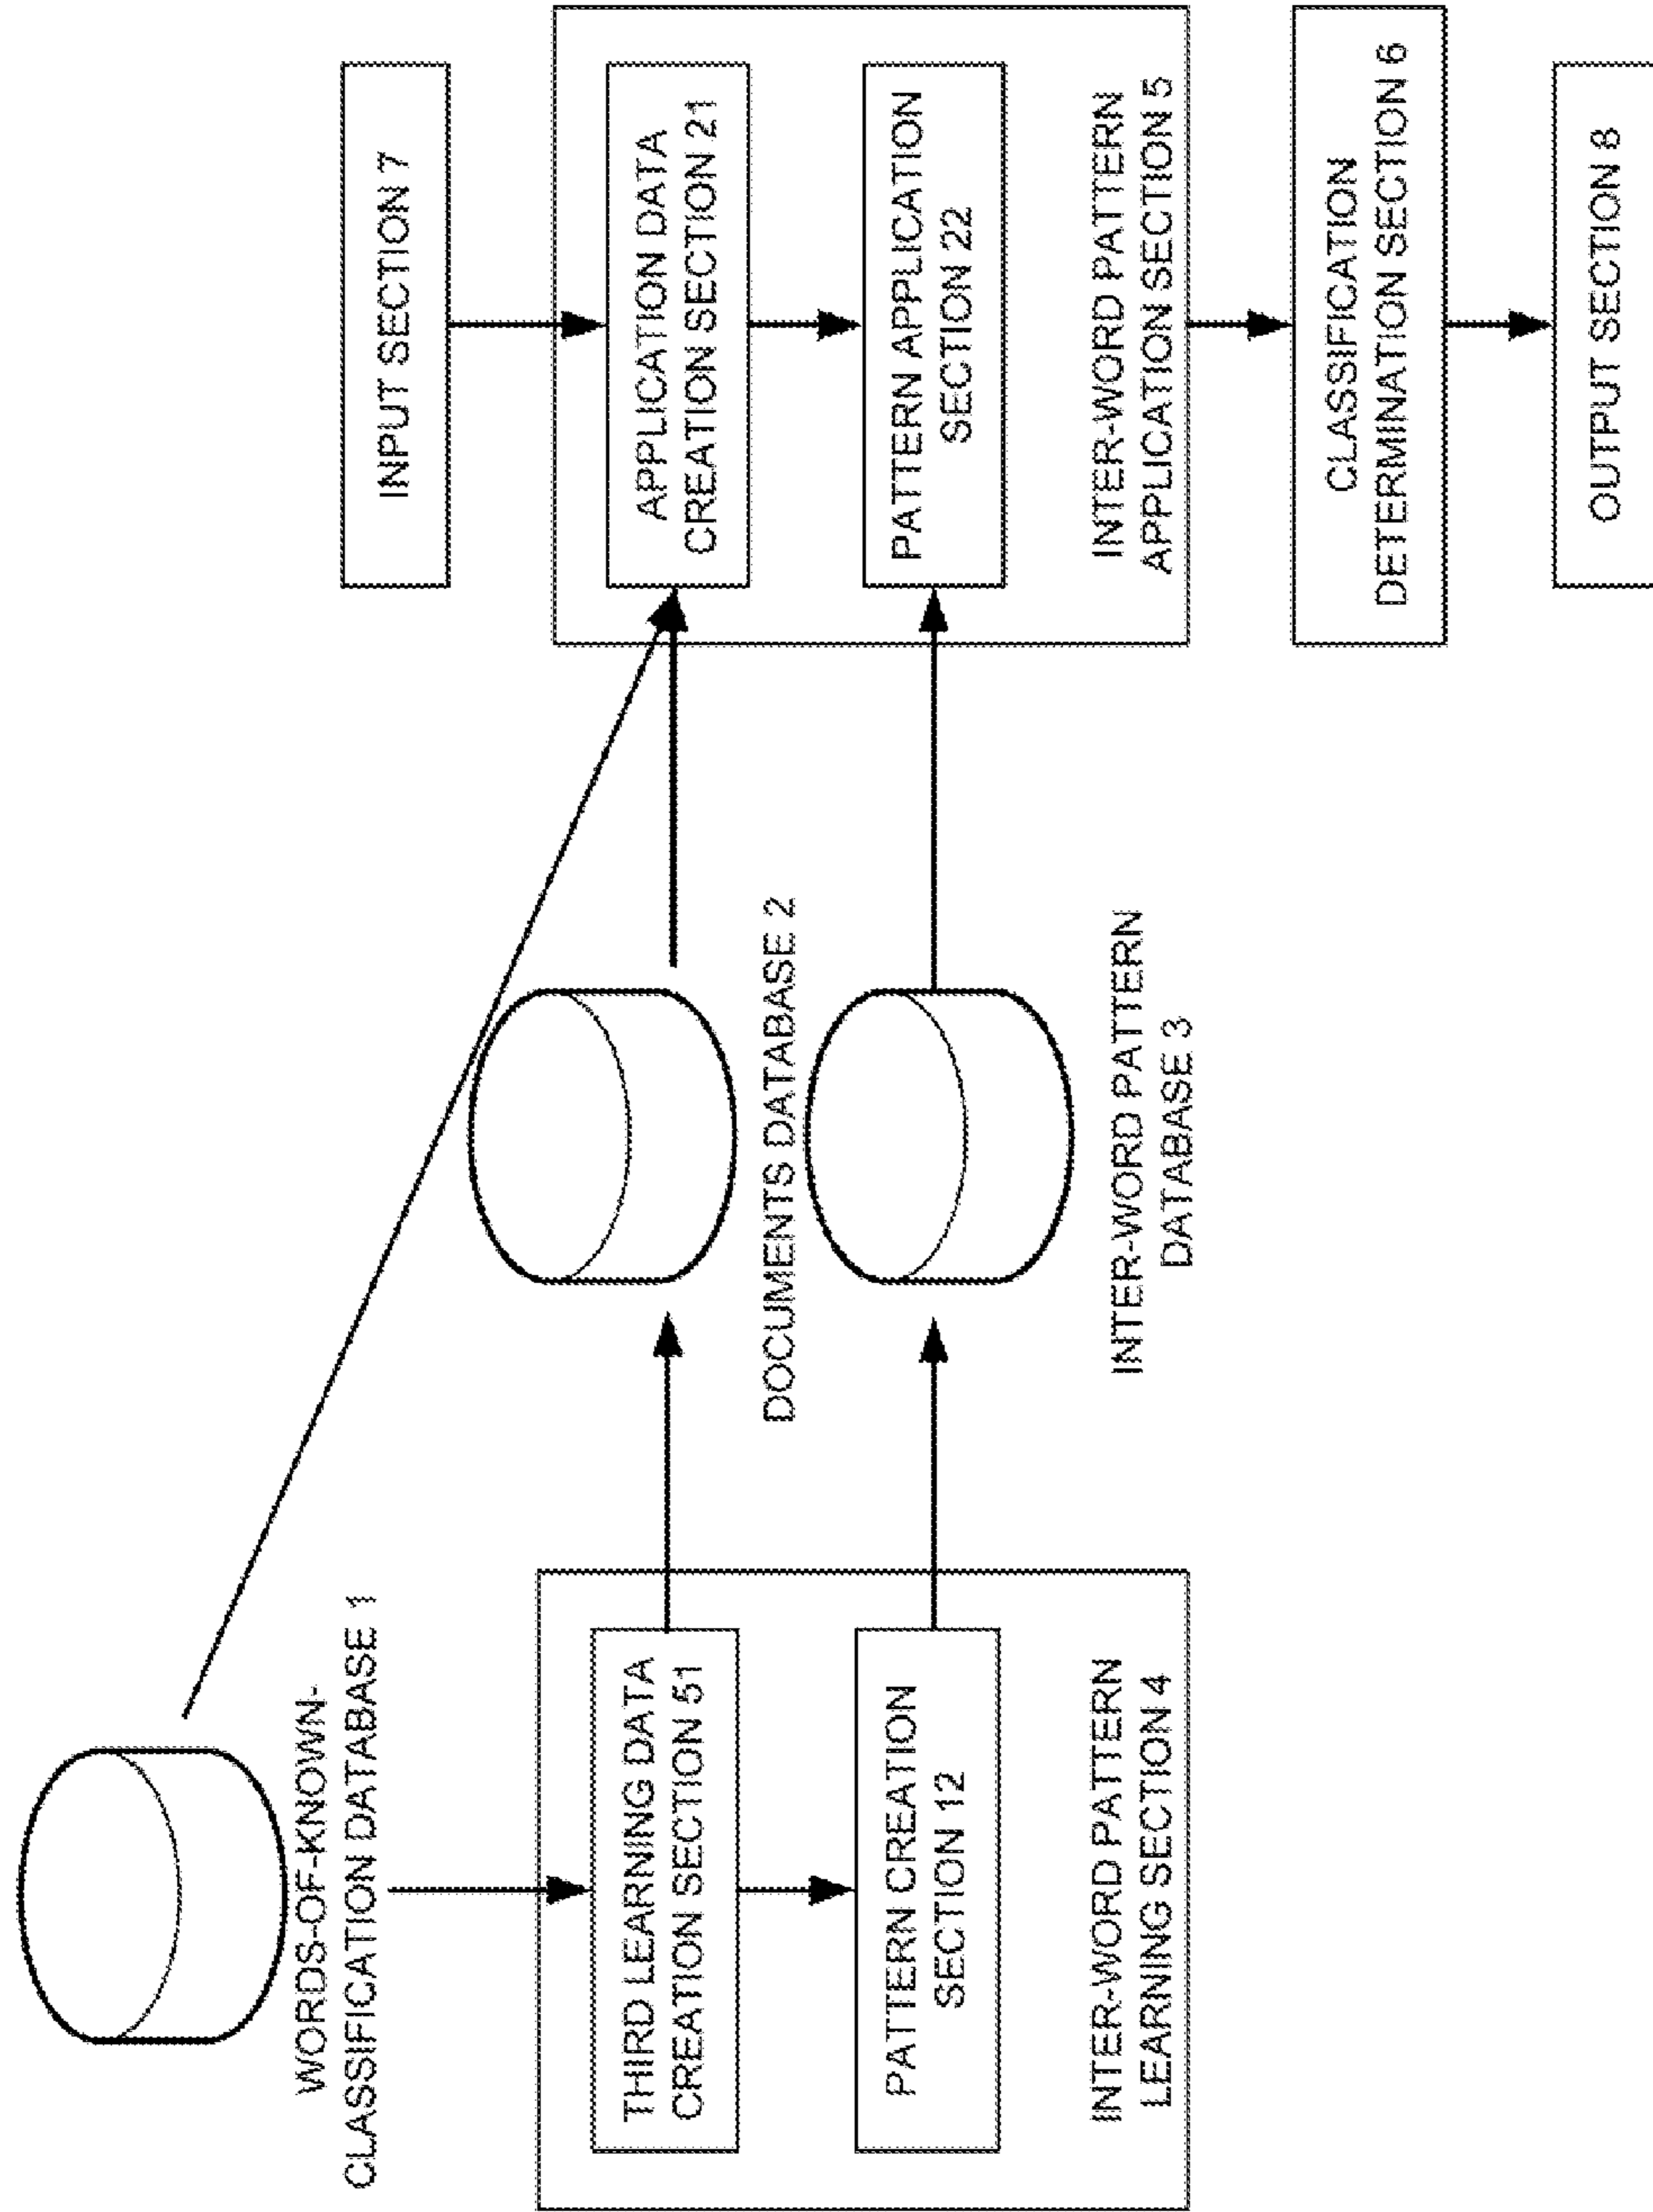 WORDS-OF-KNOWN-
CLASSIFICATION DATABASE 1
THIRD LEARNING DATA
CREATION SECTION 51
PATTERN CREATION
SECTION 12
INTER-WORD PATTERN
LEARNING SECTION 4
DOCUMENTS DATABASE 2
INTER-WORD PATTERN
DATABASE 3
INPUT SECTION 7
APPLICATION DATA
CREATION SECTION 21
PATTERN APPLICATION
SECTION 22
INTER-WORD PATTERN
APPLICATION SECTION 5
CLASSIFICATION
DETERMINATION SECTION 6
OUTPUT SECTION 8